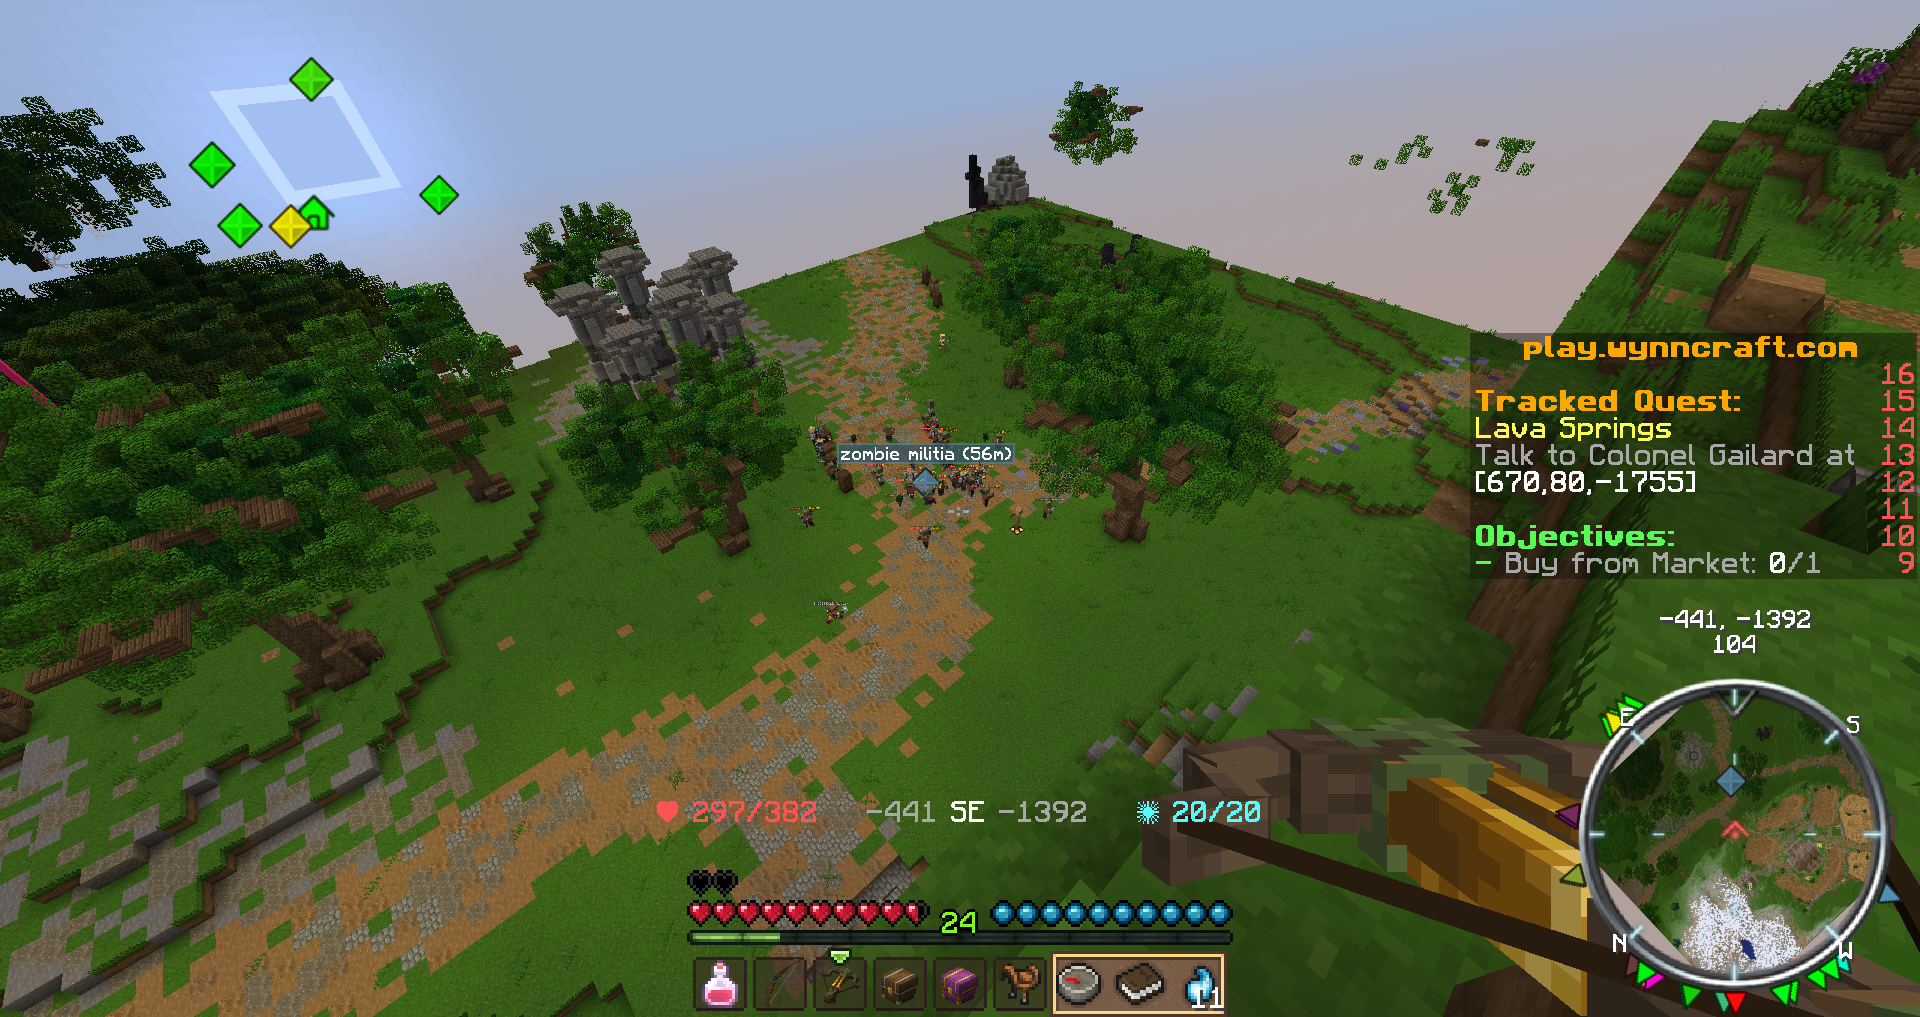 play.wynncraft.com
16
Tracked Quest: 15
Lava Springs 14
Talk to Colonel Gailard at 13
[670,80,-1755] 12
11
Objectives: 10
- Buy from Market: 0/1 9
zombie militia (56m)
-441, -1392
104
E
S
N
W
297/382 -441 SE -1392 20/20
24
11